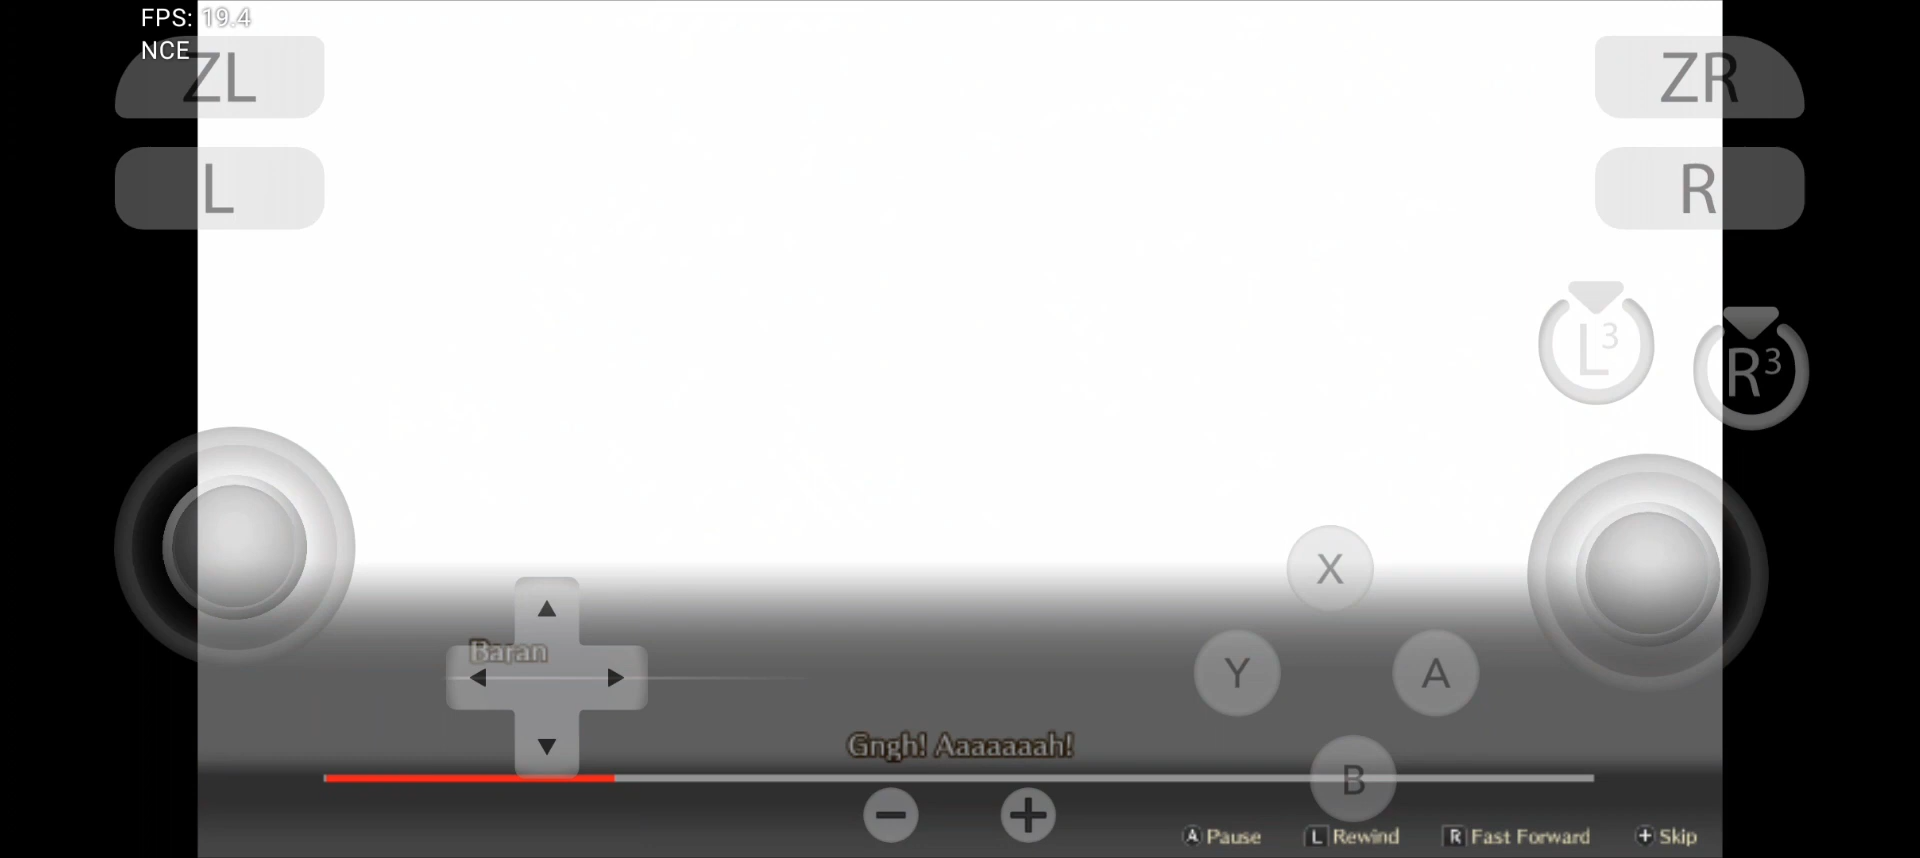 FPS: 19.4
NCE
ZL
ZR
L
R
L3
R3
X
Baran
Y
A
Gngh! Aaaaaaah!
B
A Pause
L Rewind
R Fast Forward
+ Skip